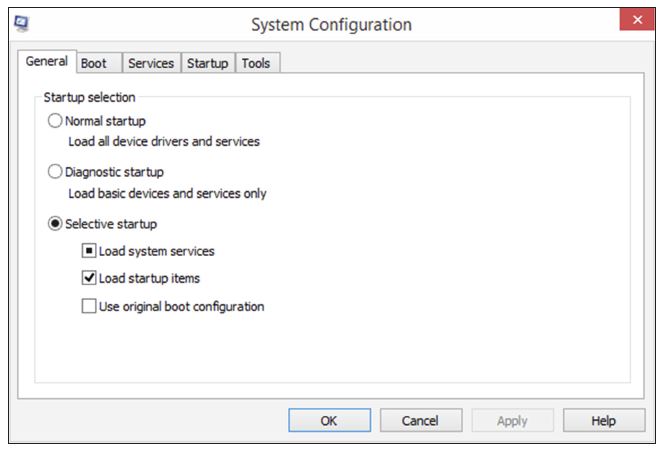 System Configuration
General Boot Services Startup Tools
Startup selection
Normal startup
Load all device drivers and services
Diagnostic startup
Load basic devices and services only
Selective startup
Load system services
Load startup items
Use original boot configuration
OK Cancel Apply Help